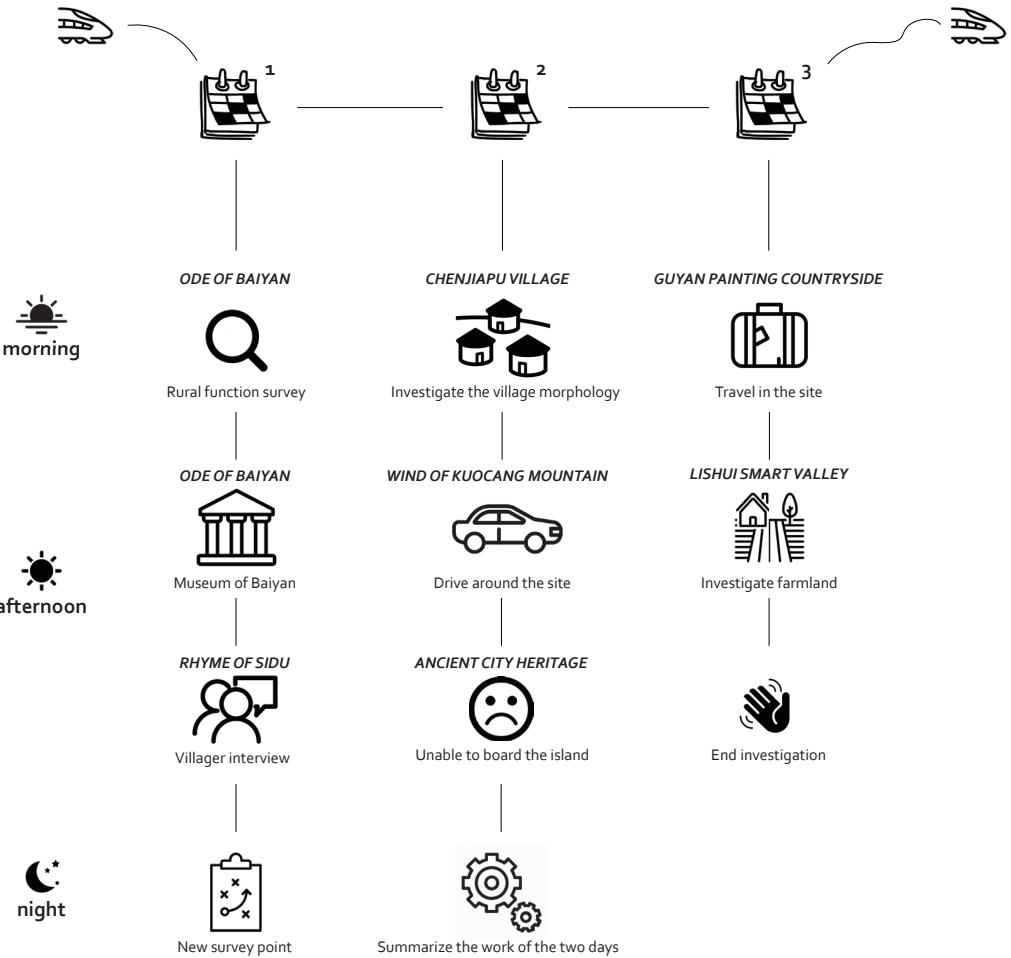 1
2
3
ODE OF BAIYAN
CHENJIAPU VILLAGE
GUYAN PAINTING COUNTRYSIDE
morning
Rural function survey
Investigate the village morphology
Travel in the site
ODE OF BAIYAN
WIND OF KUOCANG MOUNTAIN
LISHUI SMART VALLEY
afternoon
Museum of Baiyan
Drive around the site
Investigate farmland
RHYME OF SIDU
ANCIENT CITY HERITAGE
Villager interview
Unable to board the island
End investigation
night
New survey point
Summarize the work of the two days